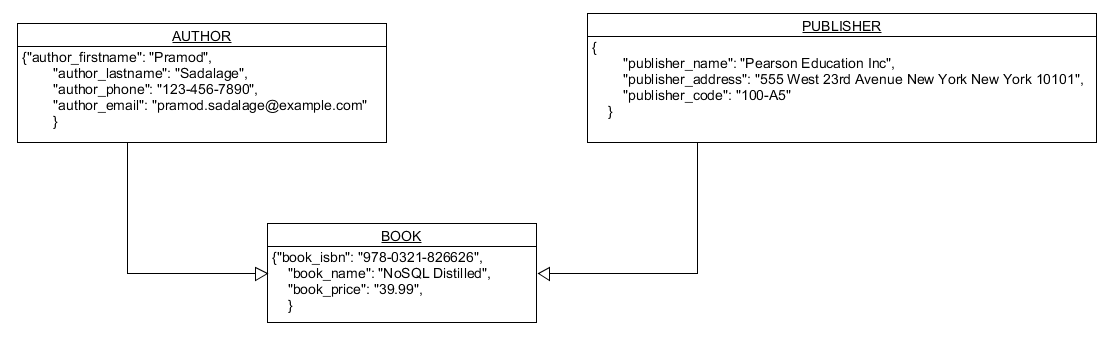 AUTHOR
{"author_firstname": "Pramod",
"author_lastname": "Sadalage",
"author_phone": "123-456-7890",
"author_email": "pramod.sadalage@example.com"
}
PUBLISHER
{
"publisher_name": "Pearson Education Inc",
"publisher_address": "555 West 23rd Avenue New York New York 10101",
"publisher_code": "100-A5"
}
BOOK
{"book_isbn": "978-0321-826626",
"book_name": "NoSQL Distilled",
"book_price": "39.99",
}